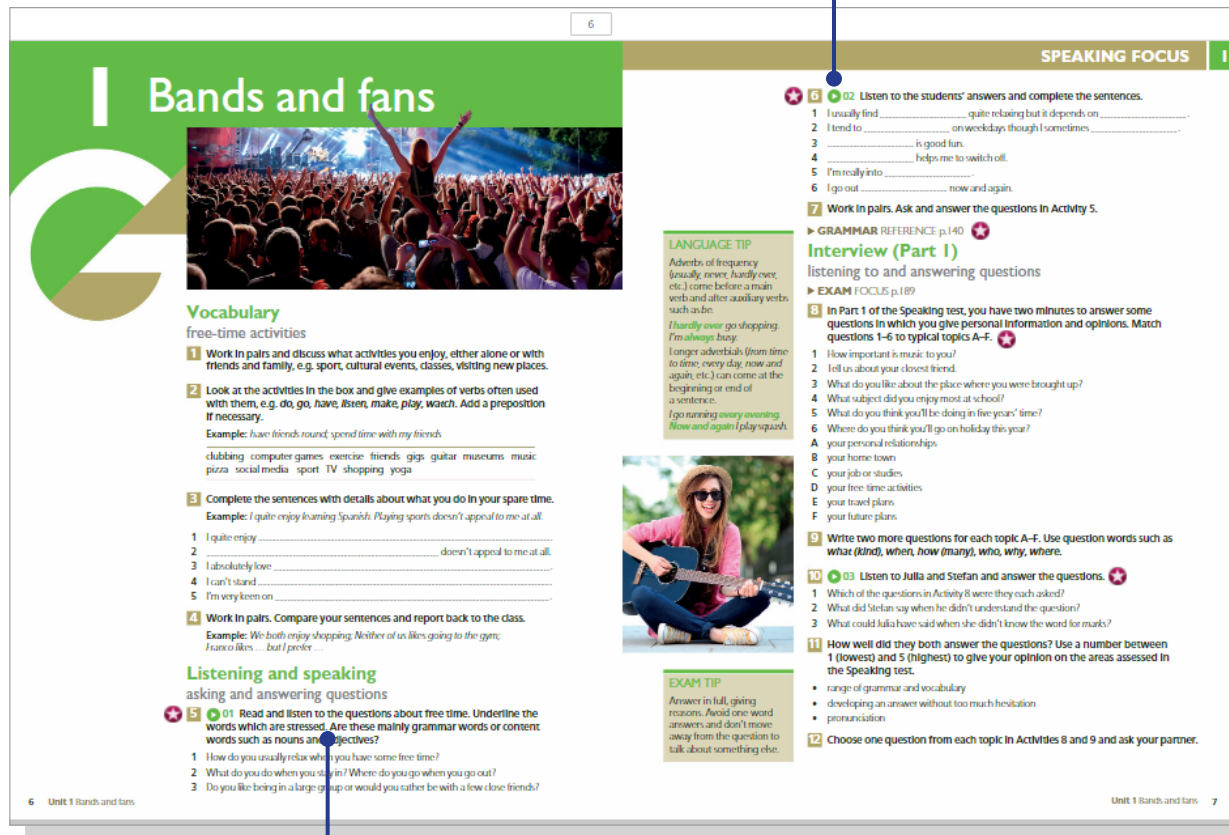 6
1
Bands and fans
Vocabulary
free-time activities
1 Work in pairs and discuss what activities you enjoy, either alone or with
friends and family, e.g. sport, cultural events, classes, visiting new places.
2 Look at the activities in the box and give examples of verbs often used
with them, e.g. do, go, have, listen, make, play, watch. Add a preposition
if necessary.
Example: have friends round; spend time with my friends
clubbing computer games exercise friends gigs guitar museums music
pizza social media sport TV shopping yoga
3 Complete the sentences with details about what you do in your spare time.
Example: I quite enjoy learning Spanish. Playing sports doesn't appeal to me at all.
1 I quite enjoy ____________.
2 ____________ doesn't appeal to me at all.
3 I absolutely love ____________.
4 I can't stand ____________.
5 I'm very keen on ____________.
4 Work in pairs. Compare your sentences and report back to the class.
Example: We both enjoy shopping; Neither of us likes going to the gym;
Franco likes … but I prefer …
Listening and speaking
asking and answering questions
5 01 Read and listen to the questions about free time. Underline the
words which are stressed. Are these mainly grammar words or content
words such as nouns and adjectives?
1 How do you usually relax when you have some free time?
2 What do you do when you stay in? Where do you go when you go out?
3 Do you like being in a large group or would you rather be with a few close friends?
6 Unit 1 Bands and fans
SPEAKING FOCUS 1
6 02 Listen to the students' answers and complete the sentences.
1 I usually find ____________ quite relaxing but it depends on ____________.
2 I tend to ____________ on weekdays though I sometimes ____________.
3 ____________ is good fun.
4 ____________ helps me to switch off.
5 I'm really into ____________.
6 I go out ____________ now and again.
7 Work in pairs. Ask and answer the questions in Activity 5.
GRAMMAR REFERENCE p.140
LANGUAGE TIP
Adverbs of frequency
(usually, never, hardly ever,
etc.) come before a main
verb and after auxiliary verbs
such as be.
I hardly ever go shopping.
I'm always busy.
Longer adverbials (from time
to time, every day, now and
again, etc.) can come at the
beginning or end of
a sentence.
I go running every evening.
Now and again I play squash.
Interview (Part 1)
listening to and answering questions
EXAM FOCUS p.189
8 In Part 1 of the Speaking test, you have two minutes to answer some
questions in which you give personal information and opinions. Match
questions 1–6 to typical topics A–F.
1 How important is music to you?
2 Tell us about your closest friend.
3 What do you like about the place where you were brought up?
4 What subject did you enjoy most at school?
5 What do you think you'll be doing in five years' time?
6 Where do you think you'll go on holiday this year?
A your personal relationships
B your home town
C your job or studies
D your free-time activities
E your travel plans
F your future plans
9 Write two more questions for each topic A–F. Use question words such as
what (kind), when, how (many), who, why, where.
10 03 Listen to Julia and Stefan and answer the questions.
1 Which of the questions in Activity 8 were they each asked?
2 What did Stefan say when he didn't understand the question?
3 What could Julia have said when she didn't know the word for marks?
11 How well did they both answer the questions? Use a number between
1 (lowest) and 5 (highest) to give your opinion on the areas assessed in
the Speaking test.
• range of grammar and vocabulary
• developing an answer without too much hesitation
• pronunciation
EXAM TIP
Answer in full, giving
reasons. Avoid one word
answers and don't move
away from the question to
talk about something else.
12 Choose one question from each topic in Activities 8 and 9 and ask your partner.
Unit 1 Bands and fans 7